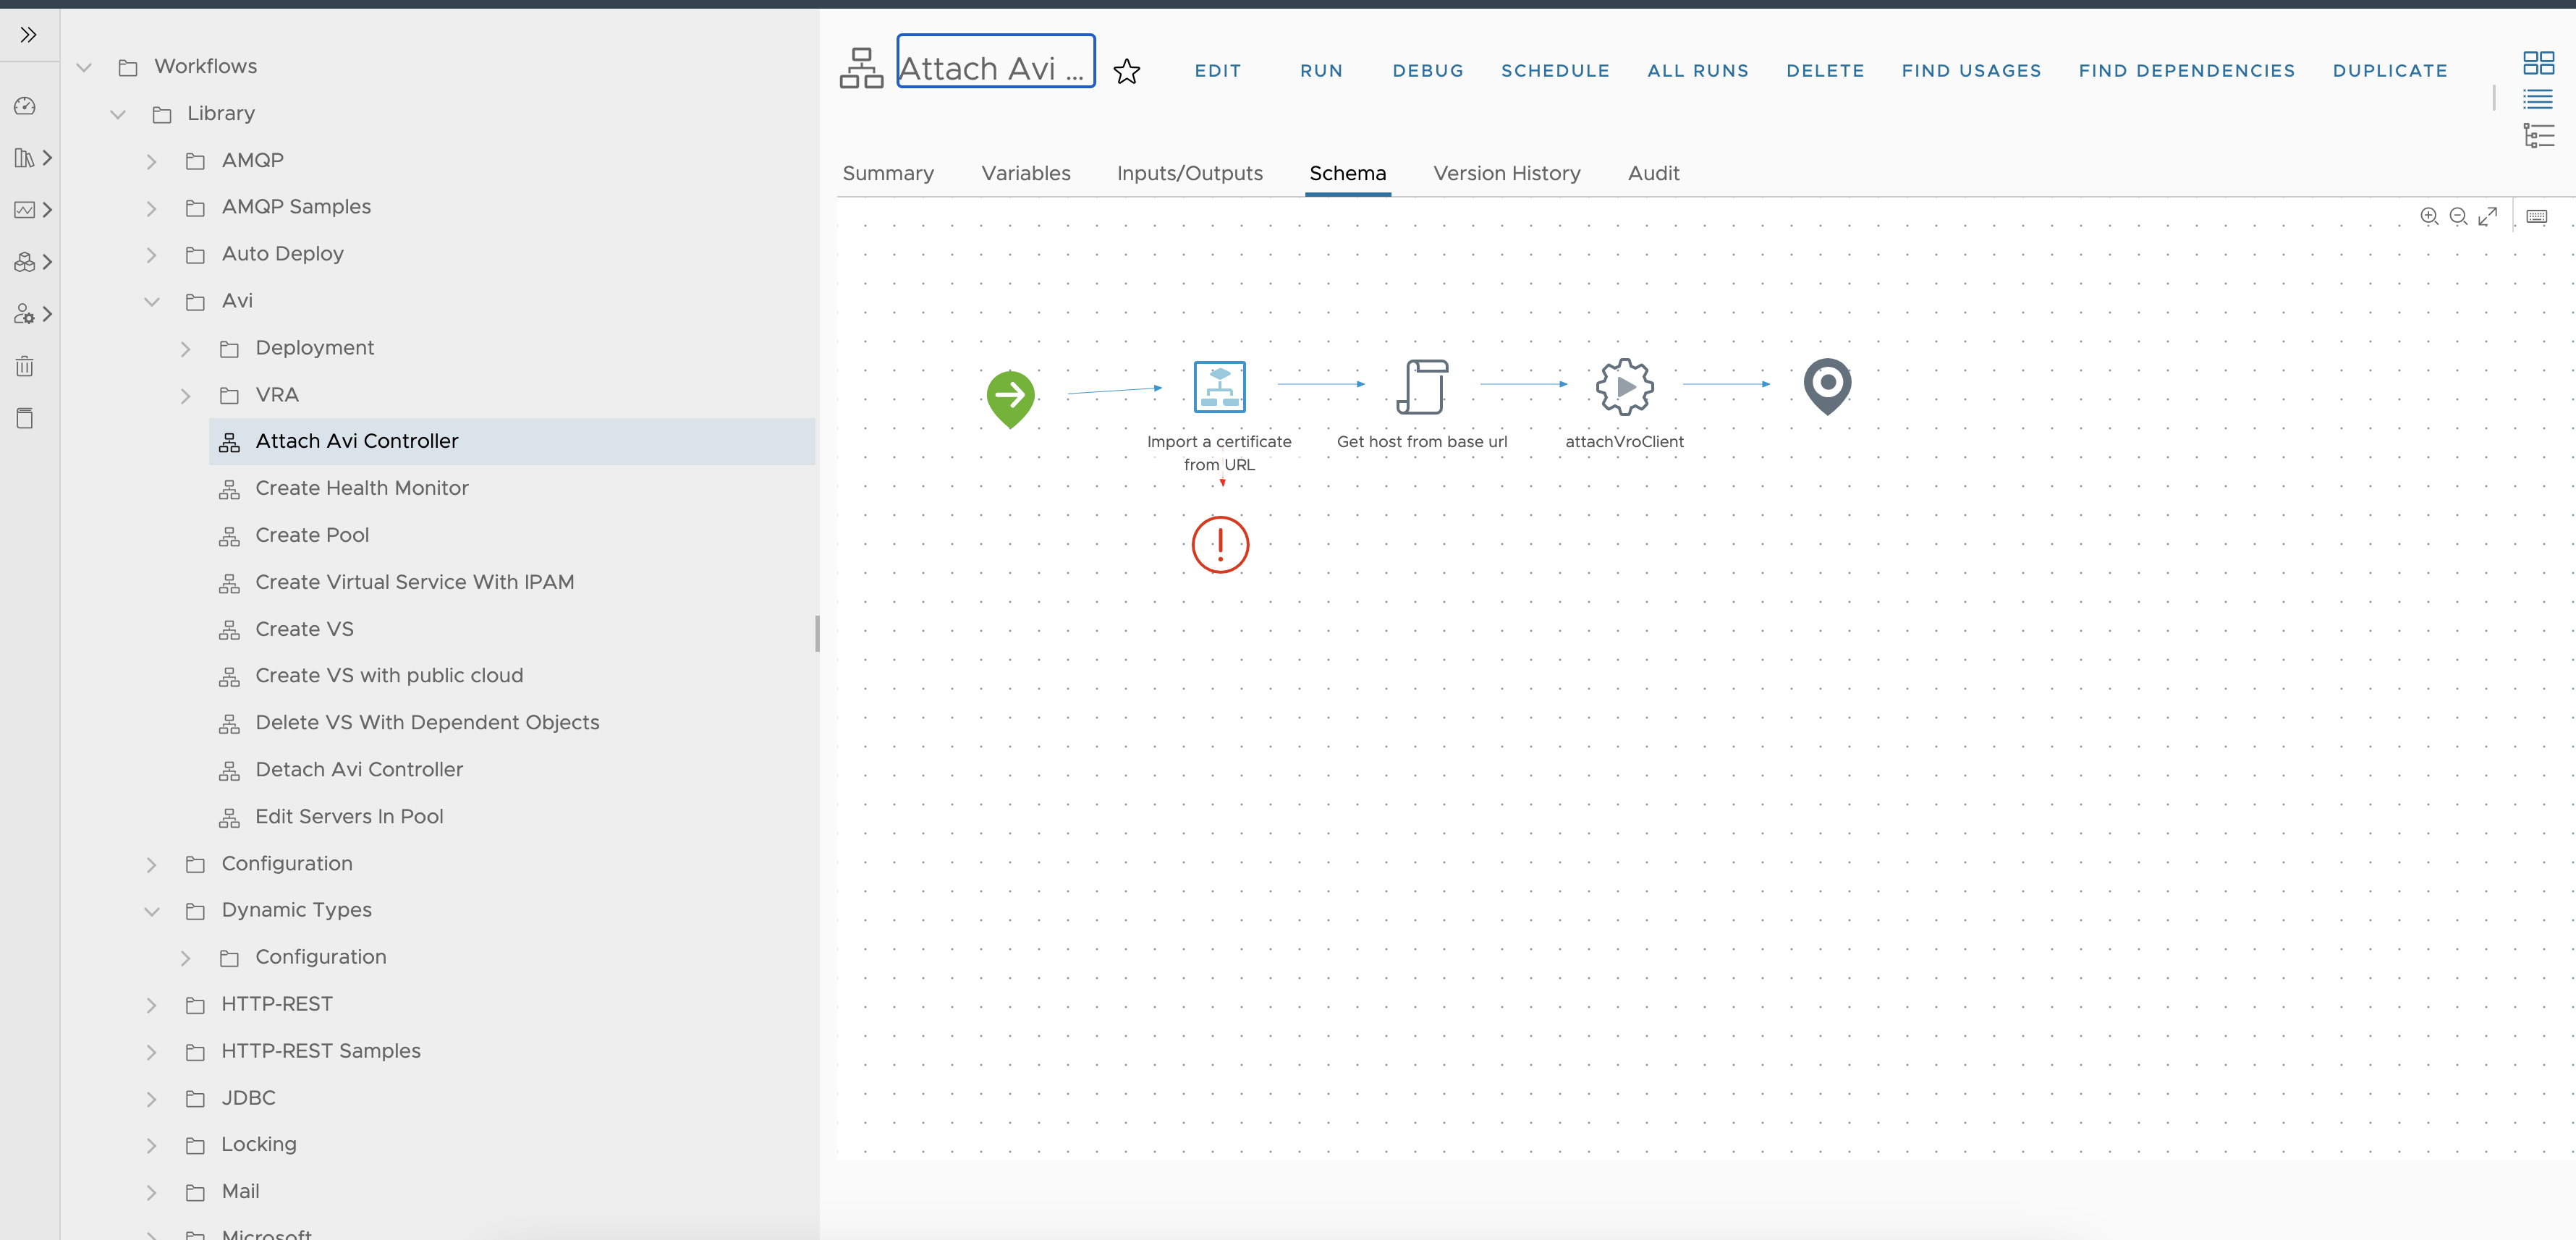 Workflows
Library
AMQP
AMQP Samples
Auto Deploy
Avi
Deployment
VRA
Attach Avi Controller
Create Health Monitor
Create Pool
Create Virtual Service With IPAM
Create VS
Create VS with public cloud
Delete VS With Dependent Objects
Detach Avi Controller
Edit Servers In Pool
Configuration
Dynamic Types
Configuration
HTTP-REST
HTTP-REST Samples
JDBC
Locking
Mail
Microsoft
Attach Avi ...
EDIT RUN DEBUG SCHEDULE ALL RUNS DELETE FIND USAGES FIND DEPENDENCIES DUPLICATE
Summary Variables Inputs/Outputs Schema Version History Audit
Import a certificate
from URL
Get host from base url
attachVroClient